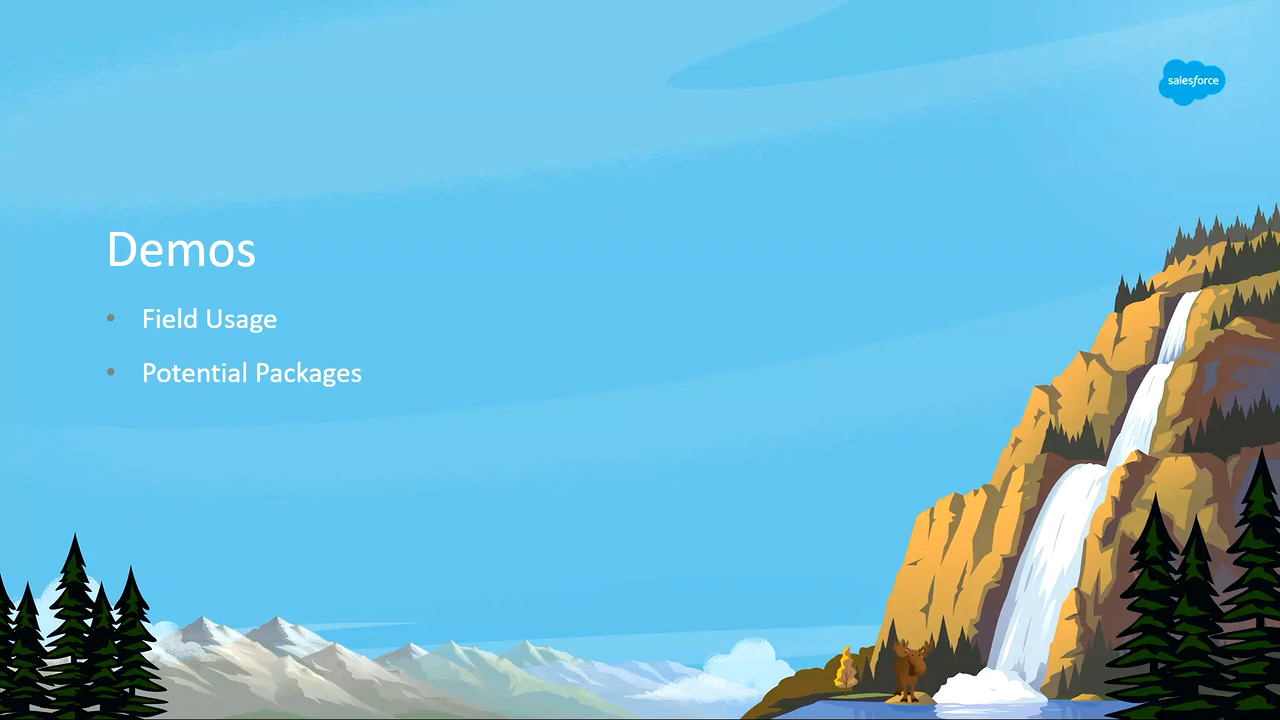 salesforce
Demos
• Field Usage
• Potential Packages